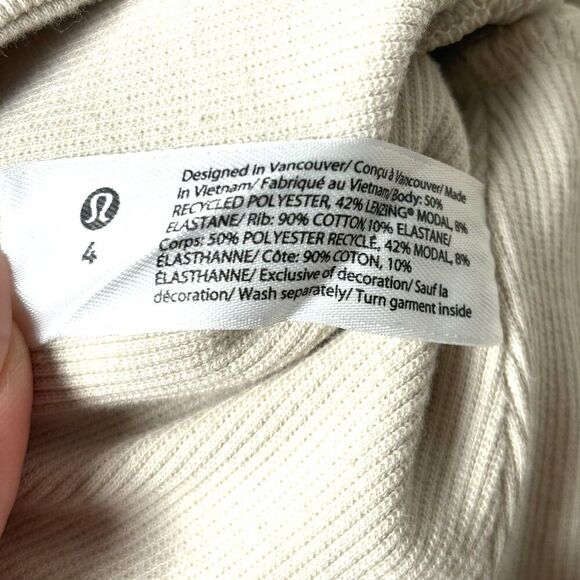 4
Designed in Vancouver/ Conçu à Vancouver/ Made
in Vietnam/ Fabriqué au Vietnam/Body: 50%
RECYCLED POLYESTER, 42% LENZING® MODAL, 8%
ELASTANE/ Rib: 90% COTTON, 10% ELASTANE/
Corps: 50% POLYESTER RECYCLÉ, 42% MODAL, 8%
ÉLASTHANNE/ Côte: 90% COTON, 10%
ÉLASTHANNE/ Exclusive of decoration/ Sauf la
décoration/ Wash separately/ Turn garment inside